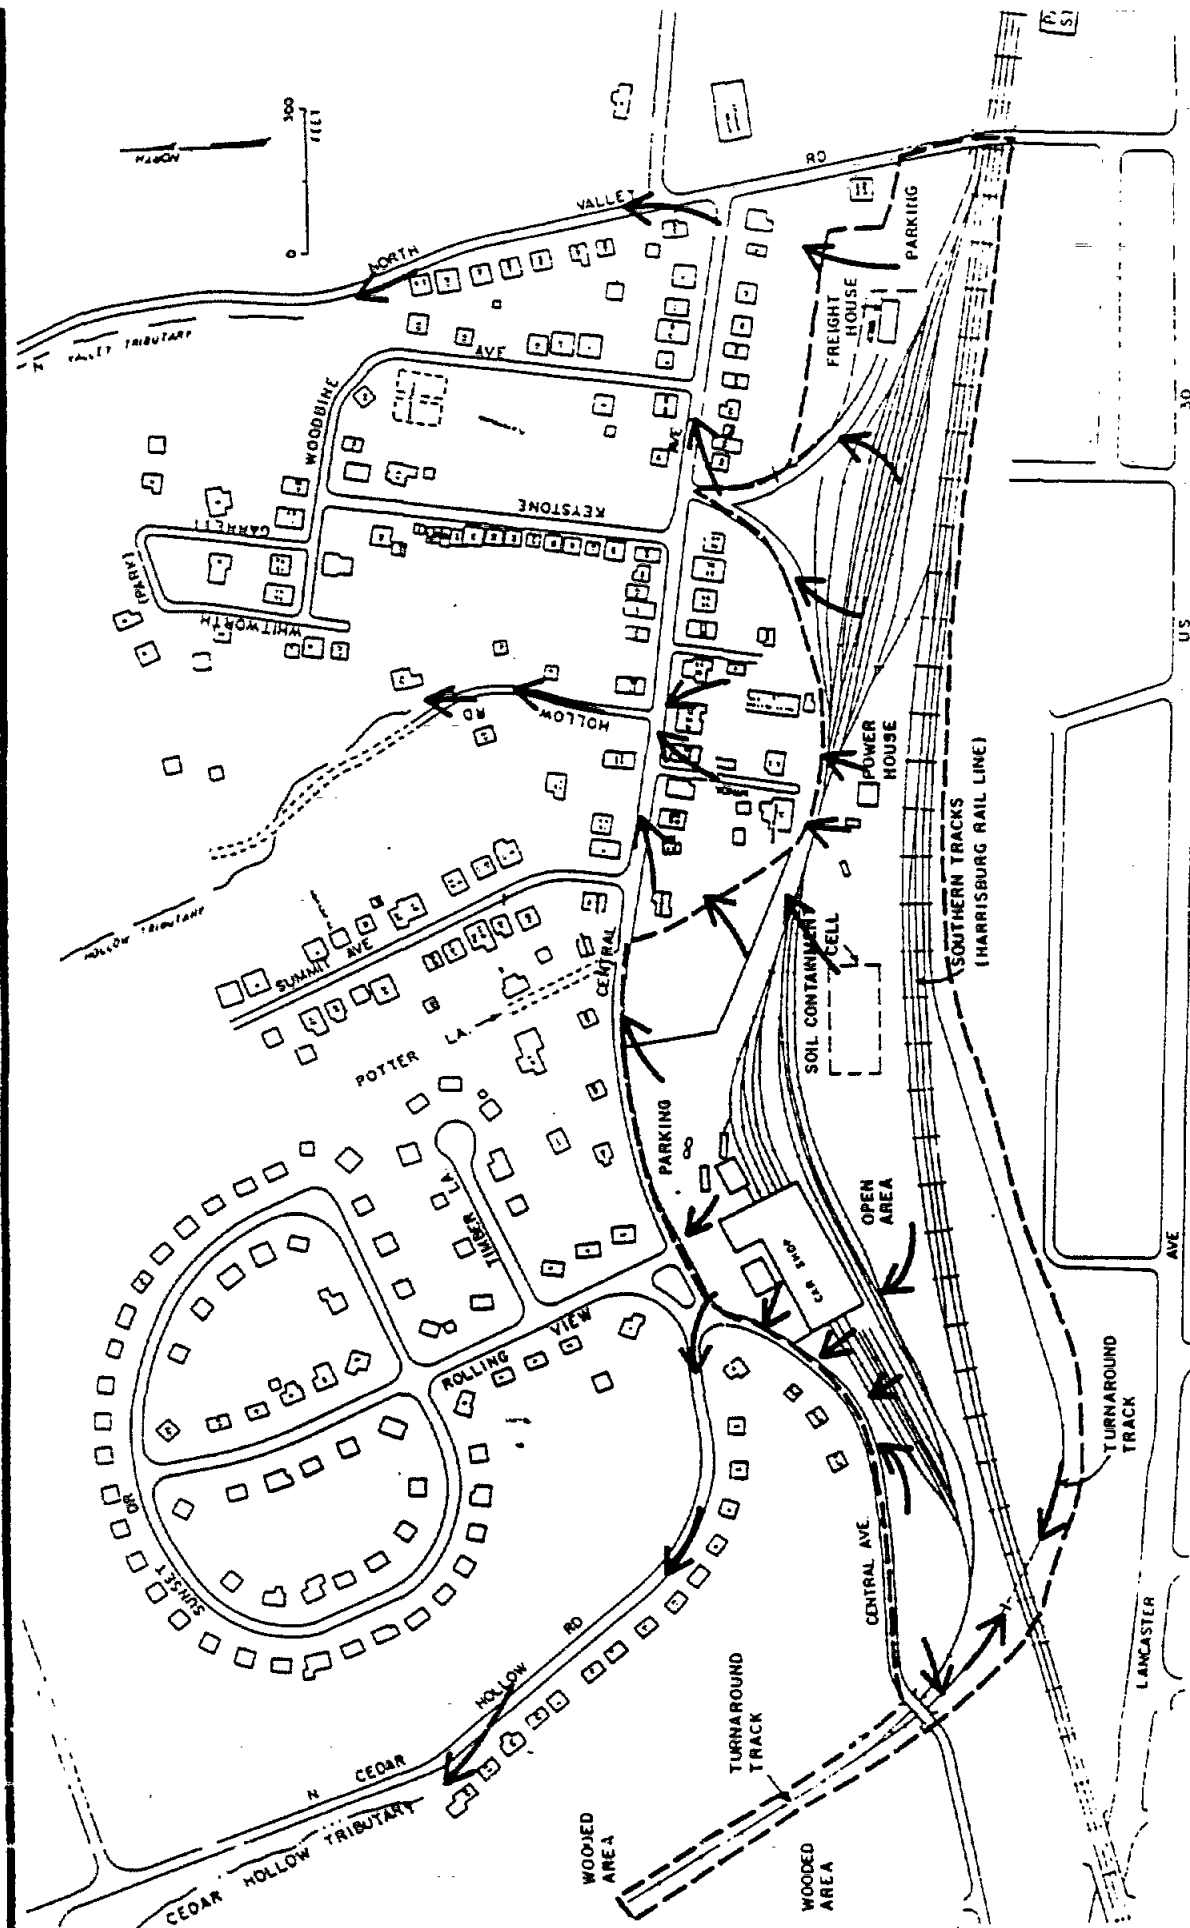 NORTH
0
300
FEET
VALLEY TRIBUTARY
NORTH
VALLEY
RD
PARKING
FREIGHT
HOUSE
AVE
WOODBINE
AVE
KEYSTONE
GARRETT
(PARK)
WHITWORTH
HOLLOW
RD
HOLLOW TRIBUTARY
SUMMIT AVE
CENTRAL
POTTER LA.
TIMBER LA.
ROLLING VIEW
SUNSET DR
POWER
HOUSE
SOIL CONTAINMENT
CELL
SOUTHERN TRACKS
(HARRISBURG RAIL LINE)
PARKING
CAR SHOP
OPEN
AREA
TURNAROUND
TRACK
CENTRAL AVE.
LANCASTER
AVE
US
30
N CEDAR HOLLOW RD
CEDAR HOLLOW TRIBUTARY
TURNAROUND
TRACK
WOODED
AREA
WOODED
AREA